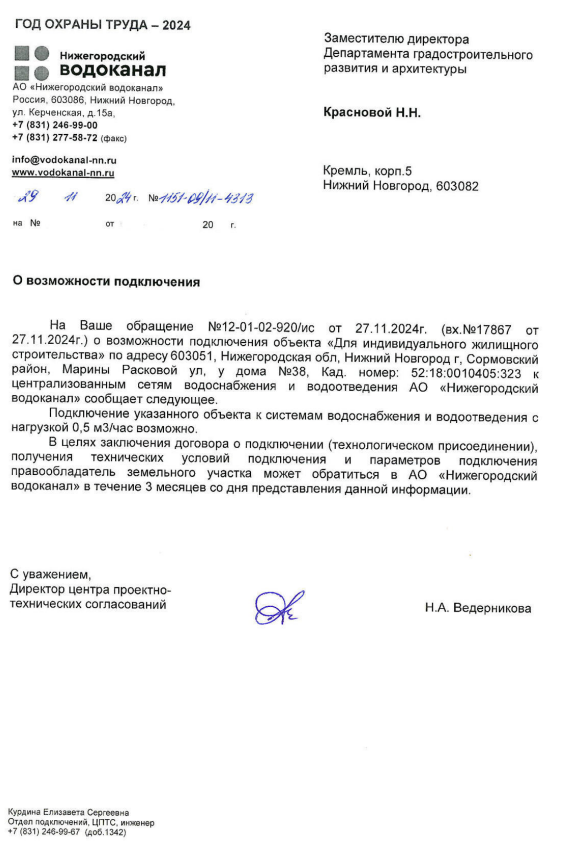 ГОД ОХРАНЫ ТРУДА – 2024
Нижегородский
ВОДОКАНАЛ
АО «Нижегородский водоканал»
Россия, 603086, Нижний Новгород,
ул. Керченская, д.15а,
+7 (831) 246-99-00
+7 (831) 277-58-72 (факс)
info@vodokanal-nn.ru
www.vodokanal-nn.ru
29 11 2024 г. № 1151-09/11-4313
на № от 20 г.
Заместителю директора
Департамента градостроительного
развития и архитектуры
Красновой Н.Н.
Кремль, корп.5
Нижний Новгород, 603082
О возможности подключения
На Ваше обращение №12-01-02-920/ис от 27.11.2024г. (вх.№17867 от
27.11.2024г.) о возможности подключения объекта «Для индивидуального жилищного
строительства» по адресу 603051, Нижегородская обл, Нижний Новгород г, Сормовский
район, Марины Расковой ул, у дома №38, Кад. номер: 52:18:0010405:323 к
централизованным сетям водоснабжения и водоотведения АО «Нижегородский
водоканал» сообщает следующее.
Подключение указанного объекта к системам водоснабжения и водоотведения с
нагрузкой 0,5 м3/час возможно.
В целях заключения договора о подключении (технологическом присоединении),
получения технических условий подключения и параметров подключения
правообладатель земельного участка может обратиться в АО «Нижегородский
водоканал» в течение 3 месяцев со дня представления данной информации.
С уважением,
Директор центра проектно-
технических согласований
Н.А. Ведерникова
Курдина Елизавета Сергеевна
Отдел подключений, ЦПТС, инженер
+7 (831) 246-99-67 (доб.1342)